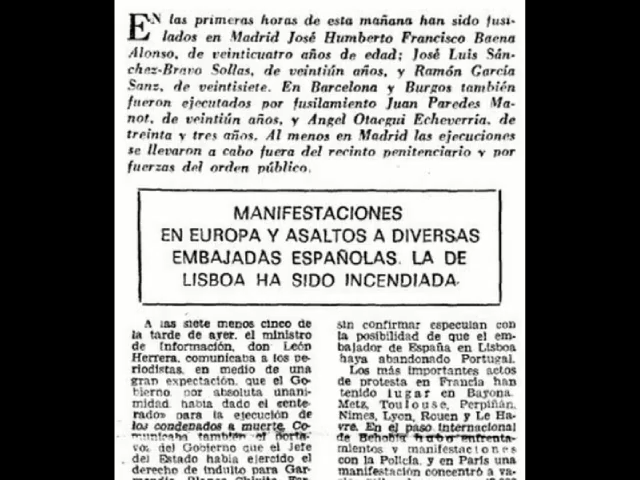 EN las primeras horas de esta mañana han sido fusi-
lados en Madrid José Humberto Francisco Baena
Alonso, de veinticuatro años de edad; José Luis Sán-
chez-Bravo Sollas, de veintiún años, y Ramón García
Sanz, de veintisiete. En Barcelona y Burgos también
fueron ejecutados por fusilamiento Juan Paredes Ma-
not, de veintiún años, y Angel Otaegui Echeverría, de
treinta y tres años. Al menos en Madrid las ejecuciones
se llevaron a cabo fuera del recinto penitenciario y por
fuerzas del orden público.
MANIFESTACIONES
EN EUROPA Y ASALTOS A DIVERSAS
EMBAJADAS ESPAÑOLAS. LA DE
LISBOA HA SIDO INCENDIADA.
A las siete menos cinco de
la tarde de ayer, el ministro
de Información, don León
Herrera, comunicaba a los pe-
riodistas, en medio de una
gran expectación, que el Go-
bierno, por absoluta unani-
midad, había dado el «ente-
rado» para la ejecución de
los condenados a muerte. Co-
municaba también el porta-
voz del Gobierno que el Jefe
del Estado había ejercido el
derecho de indulto para Gar-
sin confirmar especulan con
la posibilidad de que el em-
bajador de España en Lisboa
haya abandonado Portugal.
Los más importantes actos
de protesta en Francia han
tenido lugar en Bayona,
Metz, Toulouse, Perpiñán,
Nimes, Lyon, Rouen y Le Ha-
vre. En el paso internacional
de Behobia hubo enfrenta-
mientos y manifestaciones
con la Policía, y en París una
manifestación concentró a va-